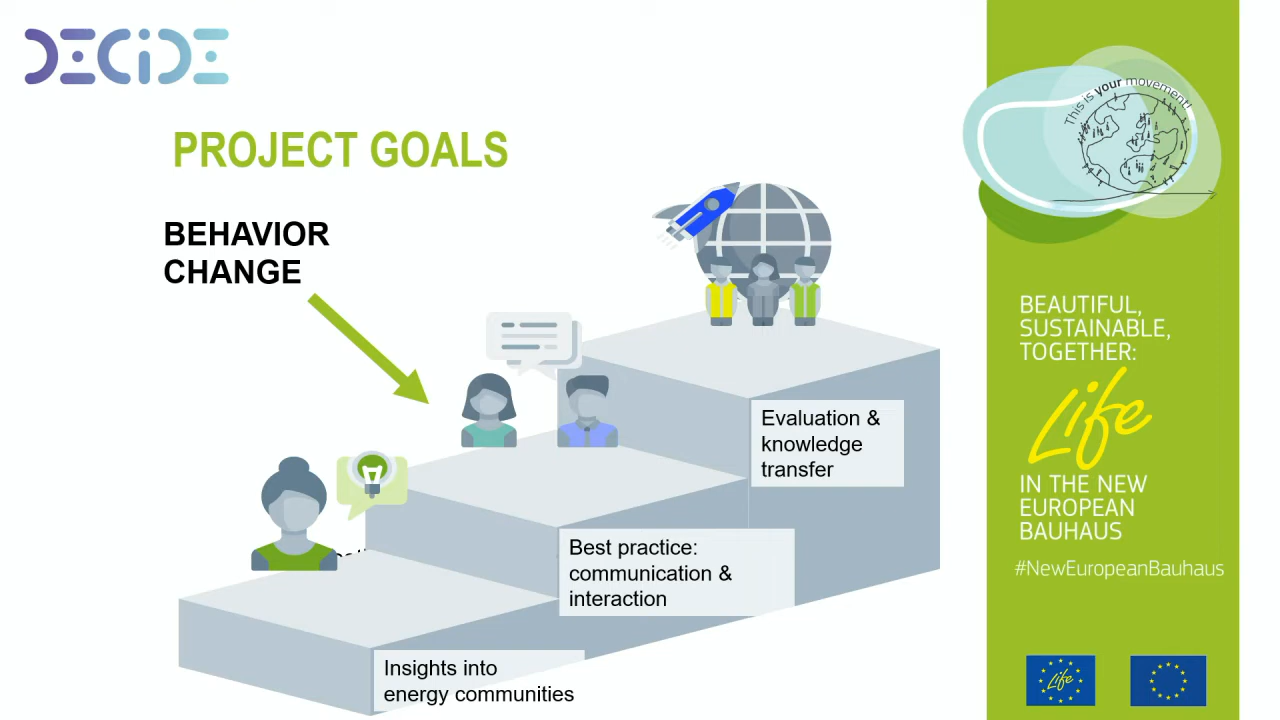 DECIDE
PROJECT GOALS
BEHAVIOR
CHANGE
Evaluation &
knowledge
transfer
Best practice:
communication &
interaction
Insights into
energy communities
This is your movement!
BEAUTIFUL,
SUSTAINABLE,
TOGETHER:
Life
IN THE NEW
EUROPEAN
BAUHAUS
#NewEuropeanBauhaus
Life